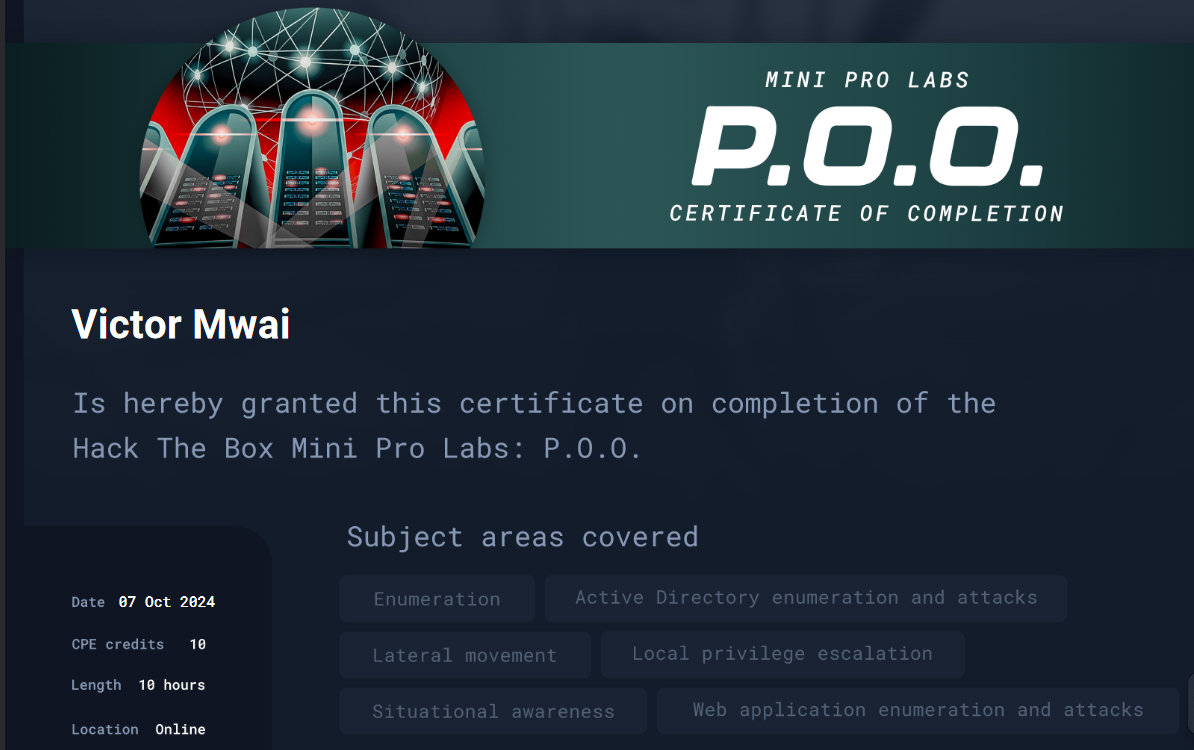 MINI PRO LABS
P.O.O.
CERTIFICATE OF COMPLETION
Victor Mwai
Is hereby granted this certificate on completion of the
Hack The Box Mini Pro Labs: P.O.O.
Subject areas covered
Date 07 Oct 2024
CPE credits 10
Length 10 hours
Location Online
Enumeration
Active Directory enumeration and attacks
Lateral movement
Local privilege escalation
Situational awareness
Web application enumeration and attacks